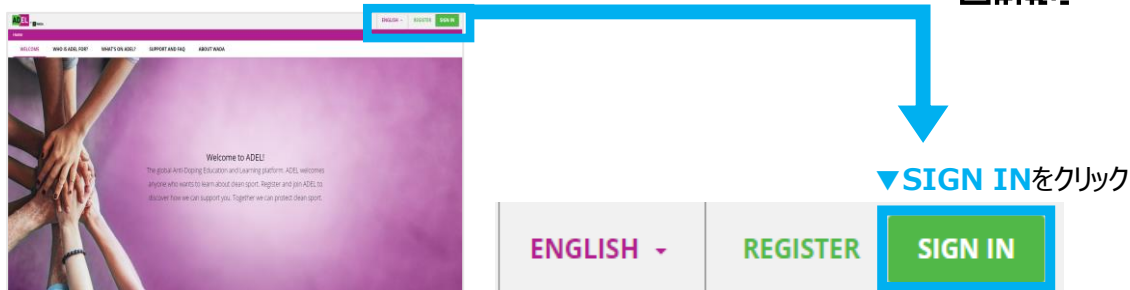 ADEL
ENGLISH REGISTER SIGN IN
WELCOME WHO IS ADEL FOR? WHAT'S ON ADEL? SUPPORT AND FAQ ABOUT WADA
Welcome to ADEL!
The global Anti-Doping Education and Learning platform. ADEL welcomes
anyone who wants to learn about clean sport. Register and join ADEL to
discover how we can support you. Together we can protect clean sport.
▼SIGN INをクリック
ENGLISH REGISTER SIGN IN